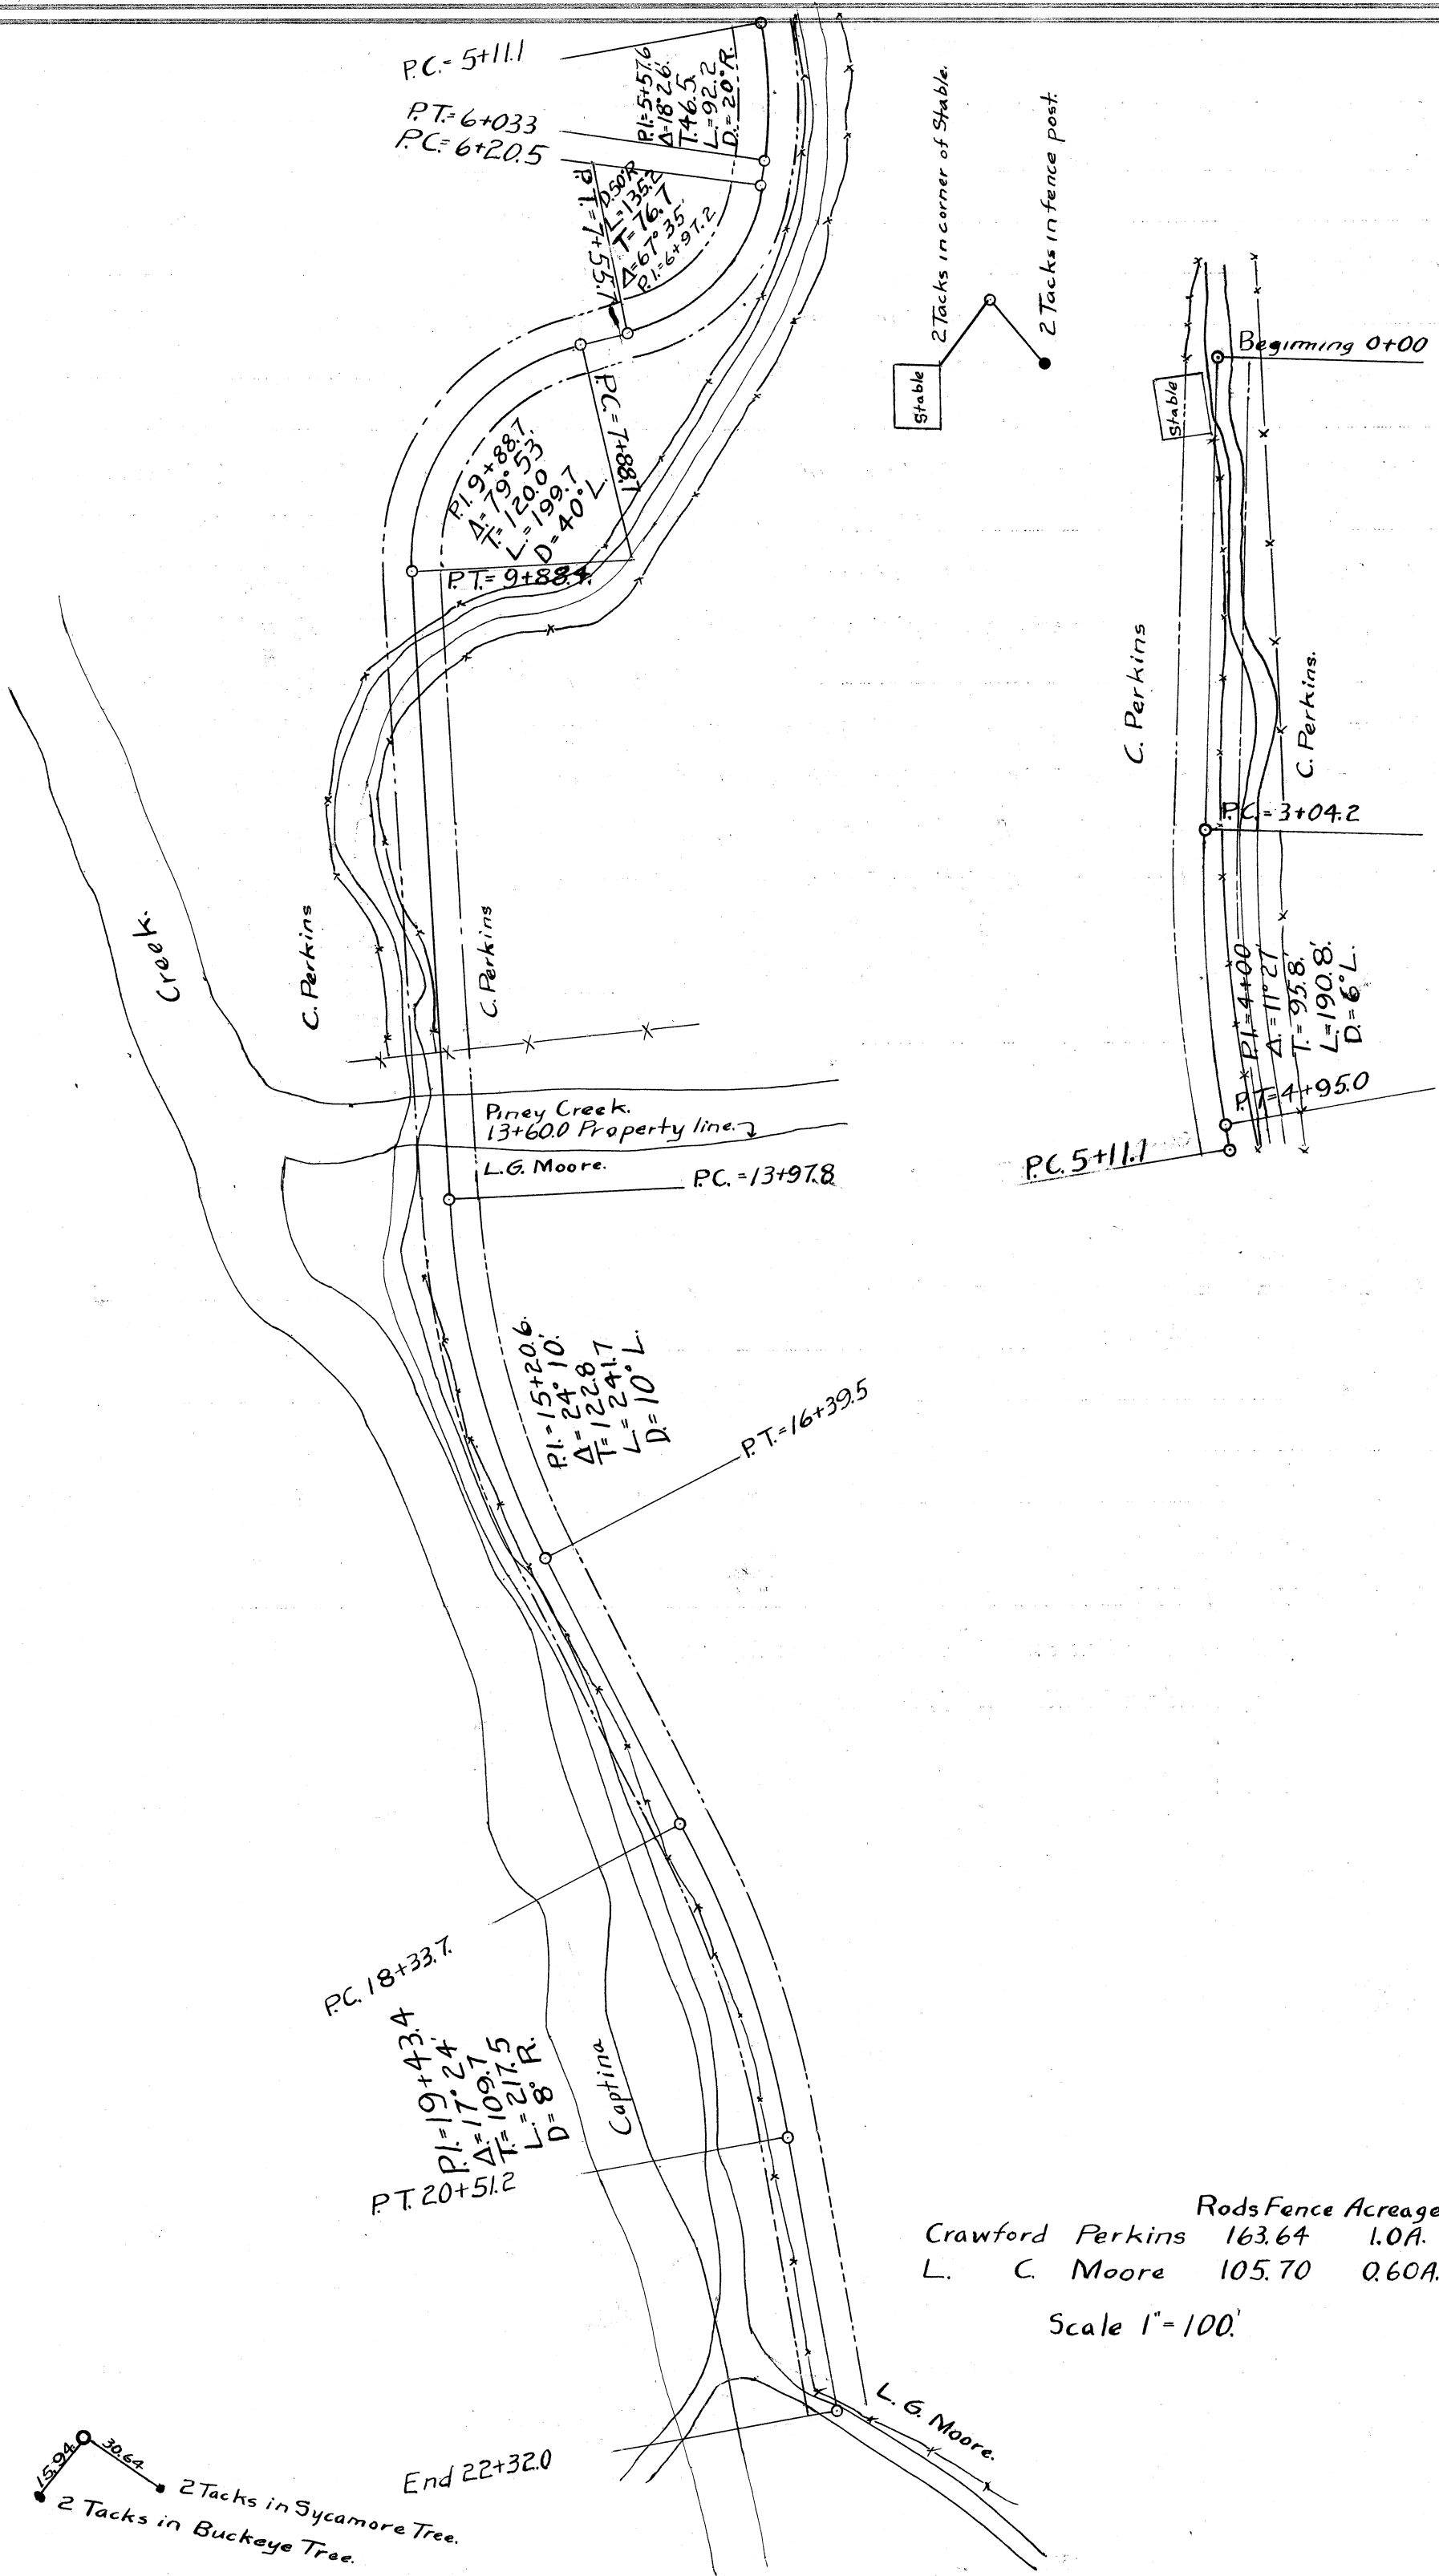 P.C.= 5+11.1
P.I.=5+57.6
Δ=18°26'
T.46.5
L.=92.2
D.=20°R.
P.T.=6+033
P.C.=6+20.5
D.50°R
L=135.2
T=76.7
Δ=67°35'
P.I.=6+97.2
P.T.=7+55.7
P.C.=7+88.7
P.I. 9+88.7.
Δ=79°53
T.=120.0
L.=199.7
D=40°L.
P.T.=9+88.4.
2 Tacks in corner of Stable.
2 Tacks in fence post.
Stable
Beginning 0+00
Stable
C. Perkins
C. Perkins.
P.C.=3+04.2
P.I.=4+00
Δ.=11°21'
T.=95.8.'
L.=190.8.'
D.=6°L.
P.T=4+95.0
P.C. 5+11.1
Creek.
C. Perkins
C. Perkins
Piney Creek.
13+60.0 Property line.
L.G. Moore.
P.C.=13+97.8
P.I.=15+20.6.
Δ=24°10.'
T=122.8
L.=241.7
D.=10°L.
P.T.=16+39.5
P.C. 18+33.7.
P.I.=19+43.4
Δ=17°24'
T.=109.7
L.=217.5
D=8°R.
Captina
P.T. 20+51.2
Rods Fence Acreage
Crawford Perkins 163.64 1.0A.
L. C. Moore 105.70 0.60A.
Scale 1"=100.'
L. G. Moore.
End 22+32.0
15.94
30.64
2 Tacks in Sycamore Tree.
2 Tacks in Buckeye Tree.